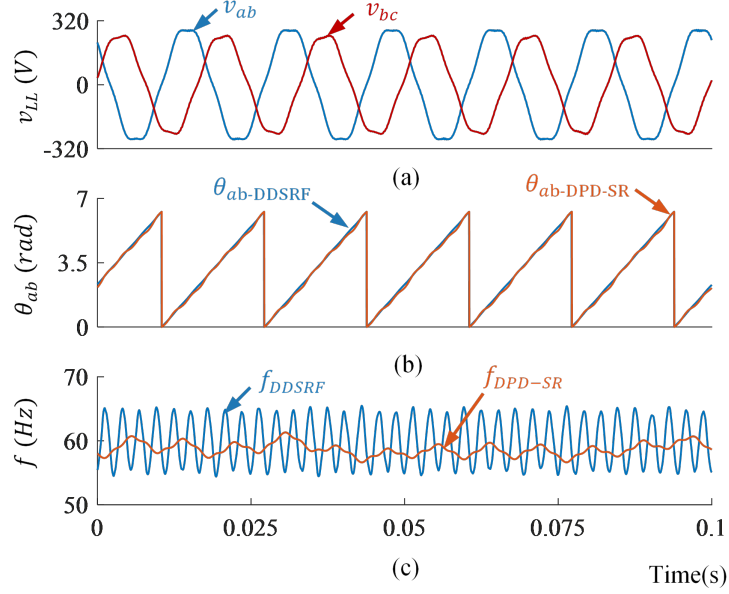 320
v_ab
v_bc
v_LL (V)
0
-320
(a)
7
θ_ab-DDSRF
θ_ab-DPD-SR
θ_ab (rad)
3.5
0
(b)
70
f_DDSRF
f_DPD−SR
f (Hz)
60
50
0 0.025 0.05 0.075 0.1
(c) Time(s)